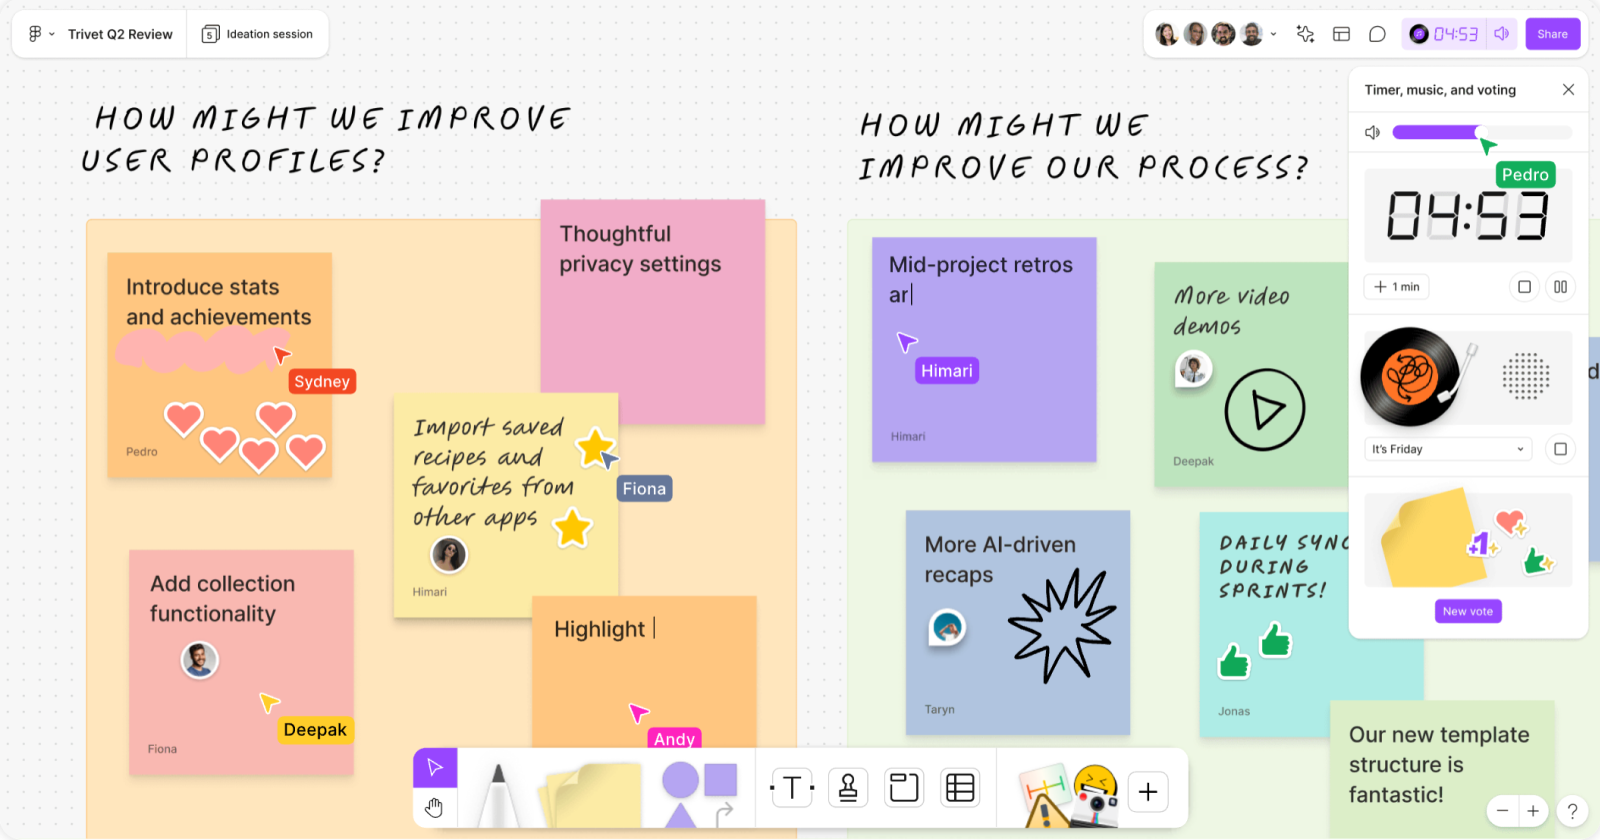 Trivet Q2 Review
5
Ideation session
04:53
Share
HOW MIGHT WE IMPROVE
USER PROFILES?
HOW MIGHT WE
IMPROVE OUR PROCESS?
Timer, music, and voting
Pedro
04:53
1 min
It's Friday
+1
New vote
Introduce stats
and achievements
Sydney
Pedro
Thoughtful
privacy settings
Import saved
recipes and
favorites from
other apps
Fiona
Himari
Add collection
functionality
Deepak
Fiona
Highlight
Andy
Mid-project retros
ar
Himari
Himari
More video
demos
Deepak
More AI-driven
recaps
Taryn
DAILY SYNC
DURING
SPRINTS!
Jonas
Our new template
structure is
fantastic!
d
T
?